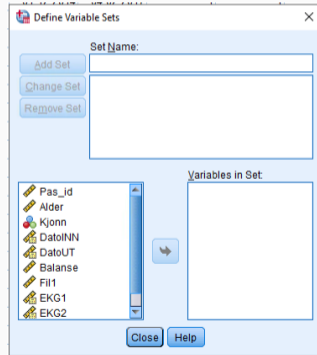 Define Variable Sets
Set Name:
Add Set
Change Set
Remove Set
Variables in Set:
Pas_id
Alder
Kjonn
DatoINN
DatoUT
Balanse
Fil1
EKG1
EKG2
Close
Help